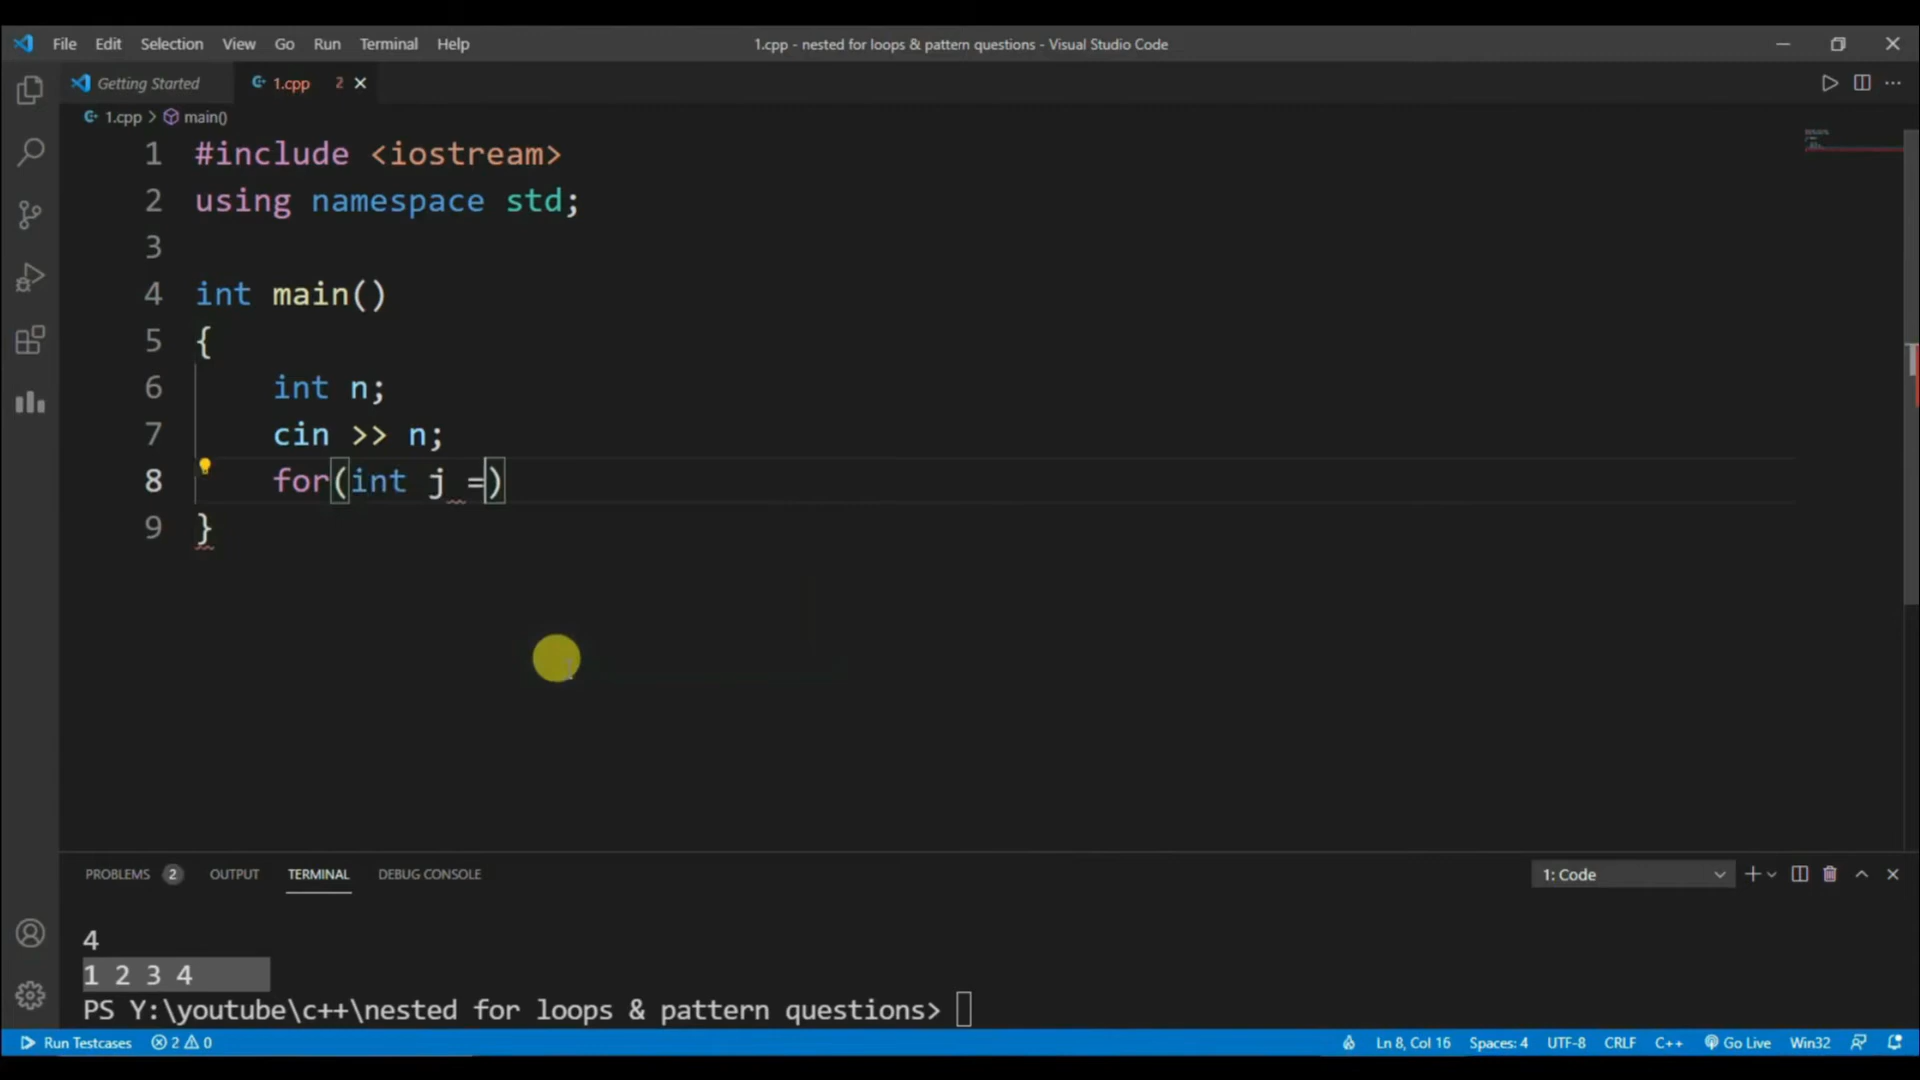 File Edit Selection View Go Run Terminal Help 1.cpp - nested for loops & pattern questions - Visual Studio Code
Getting Started 1.cpp 2
1.cpp > main()
1 #include <iostream>
2 using namespace std;
3
4 int main()
5 {
6 int n;
7 cin >> n;
8 for(int j =)
9 }
PROBLEMS 2 OUTPUT TERMINAL DEBUG CONSOLE 1: Code
4
1 2 3 4
PS Y:\youtube\c++\nested for loops & pattern questions>
Run Testcases 2 0 Ln 8, Col 16 Spaces: 4 UTF-8 CRLF C++ Go Live Win32